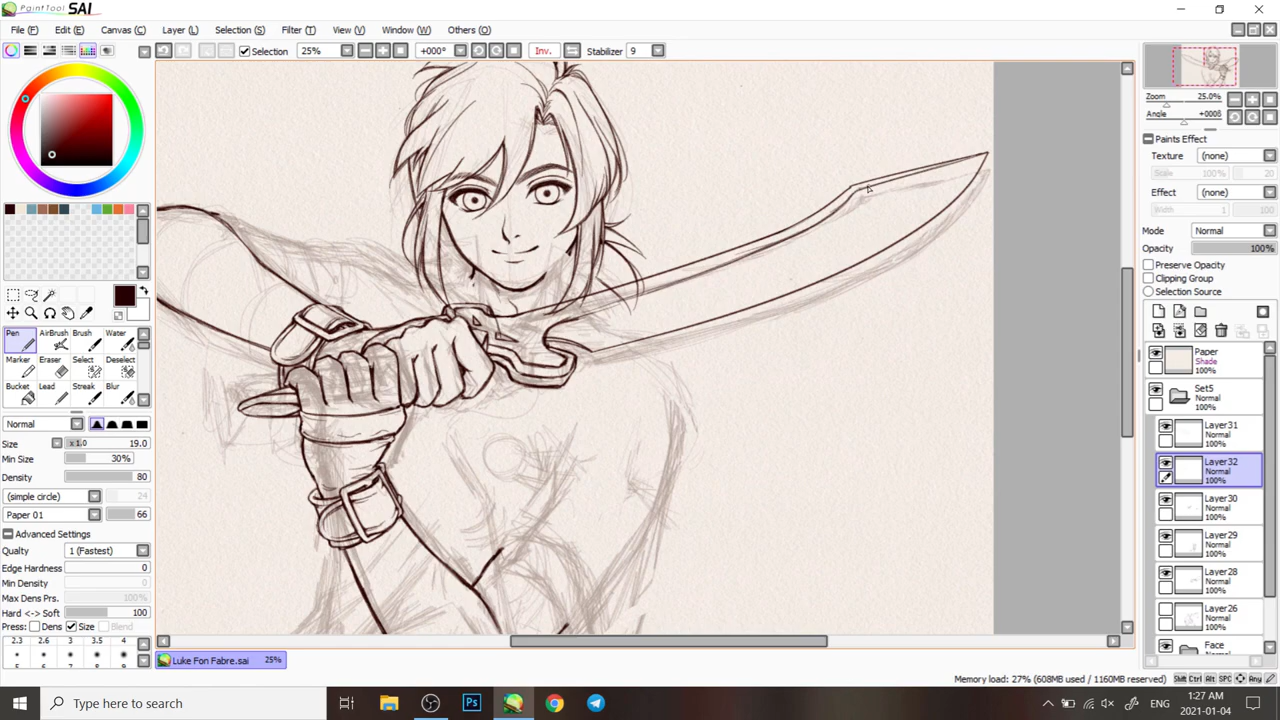 PaintTool SAI
File (F) Edit (E) Canvas (C) Layer (L) Selection (S) Filter (T) View (V) Window (W) Others (O)
Selection 25% +000° Inv. Stabilizer 9
Zoom 25.0%
Angle +000
Paints Effect
Texture (none)
Scale 100% 20
Effect (none)
Width 1 100
Mode Normal
Opacity 100%
Preserve Opacity
Clipping Group
Selection Source
Pen AirBrush Brush Water
Marker Eraser Select Deselect
Bucket Lead Streak Blur
Normal
Size x 1.0 19.0
Min Size 30%
Density 80
(simple circle) 24
Paper 01 66
Advanced Settings
Quality 1 (Fastest)
Edge Hardness 0
Min Density 0
Max Dens Prs. 100%
Hard <-> Soft 100
Press: Dens Size Blend
2.3 2.6 3 3.5 4
5 6 7 8
Paper
Shade
100%
Set5
Normal
100%
Layer31
Normal
100%
Layer32
Normal
100%
Layer30
Normal
100%
Layer29
Normal
100%
Layer28
Normal
100%
Layer26
Normal
100%
Face
Normal
Luke Fon Fabre.sai 25%
Memory load: 27% (608MB used / 1160MB reserved)
Shft Ctrl Alt SPC Any
Type here to search
Ps
ENG
1:27 AM
2021-01-04